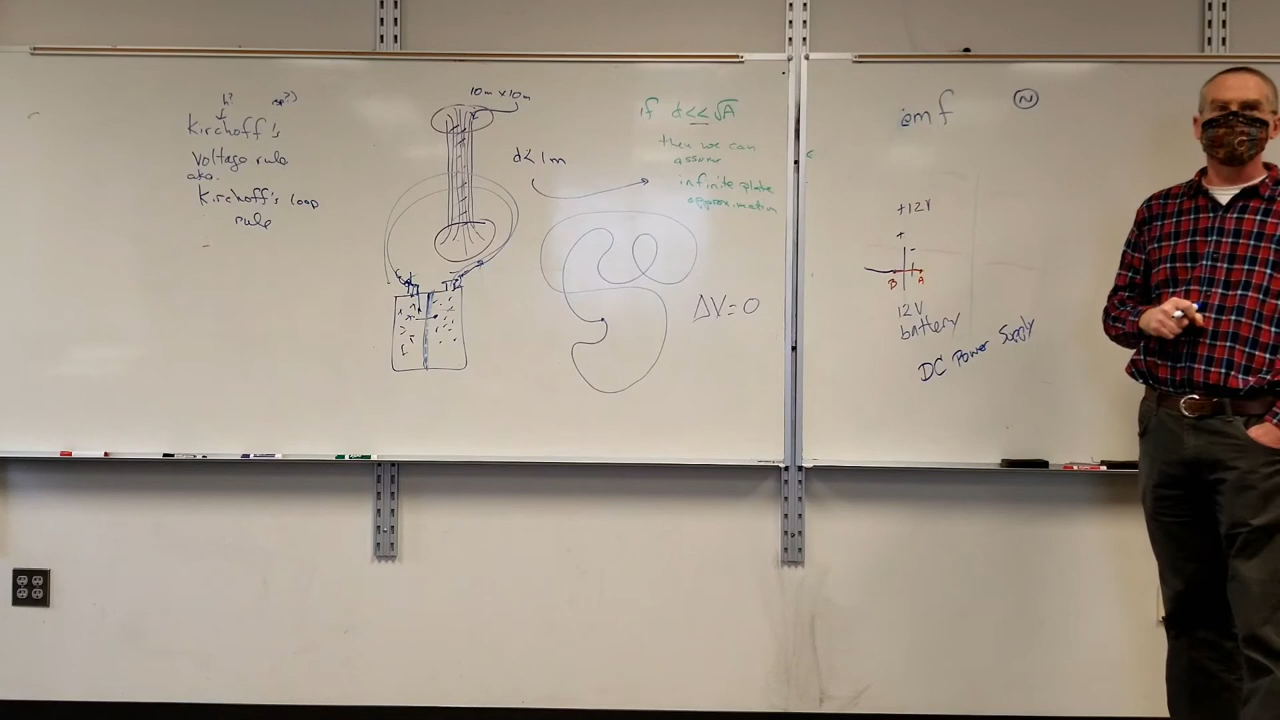 h?
sp?)
Kirchoff's
Voltage rule
aka.
Kirchoff's loop
rule
10m x 10m
d < 1m
if d << √A
then we can
assume
infinite plate
approximation
ΔV = 0
emf
N
+12V
+ -
B A
12V
battery
DC Power Supply